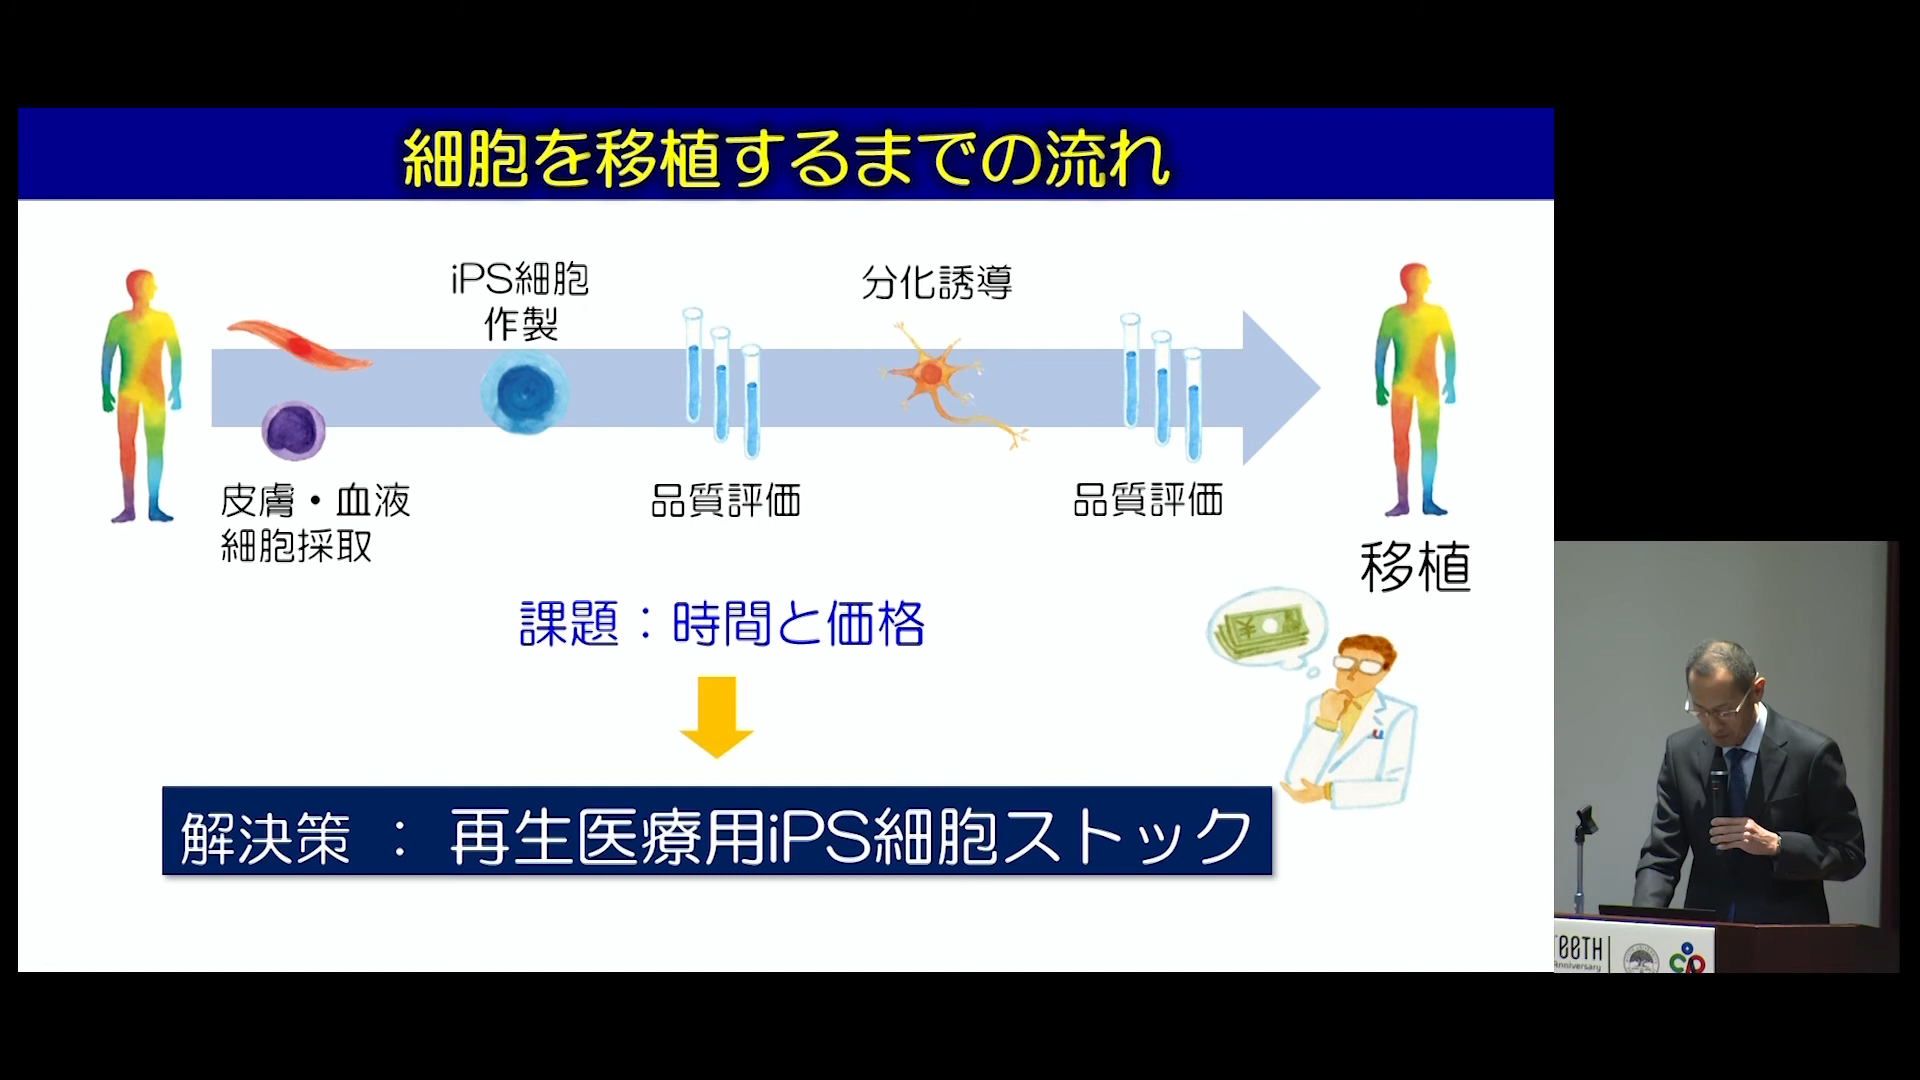 細胞を移植するまでの流れ
iPS細胞
作製
分化誘導
皮膚・血液
細胞採取
品質評価
品質評価
移植
課題：時間と価格
¥
解決策 ： 再生医療用iPS細胞ストック
00TH
Anniversary